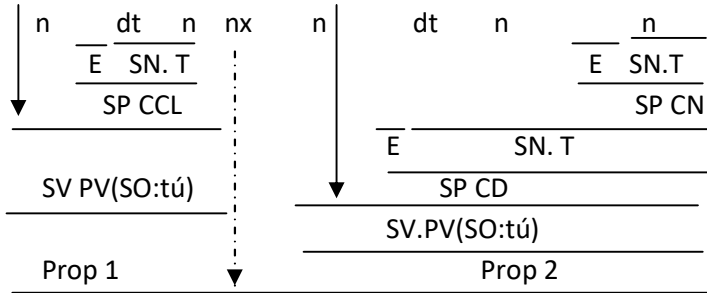 n dt n nx n dt n n
E SN. T E SN.T
SP CCL SP CN
E SN. T
SV PV(SO:tú) SP CD
SV.PV(SO:tú)
Prop 1 Prop 2